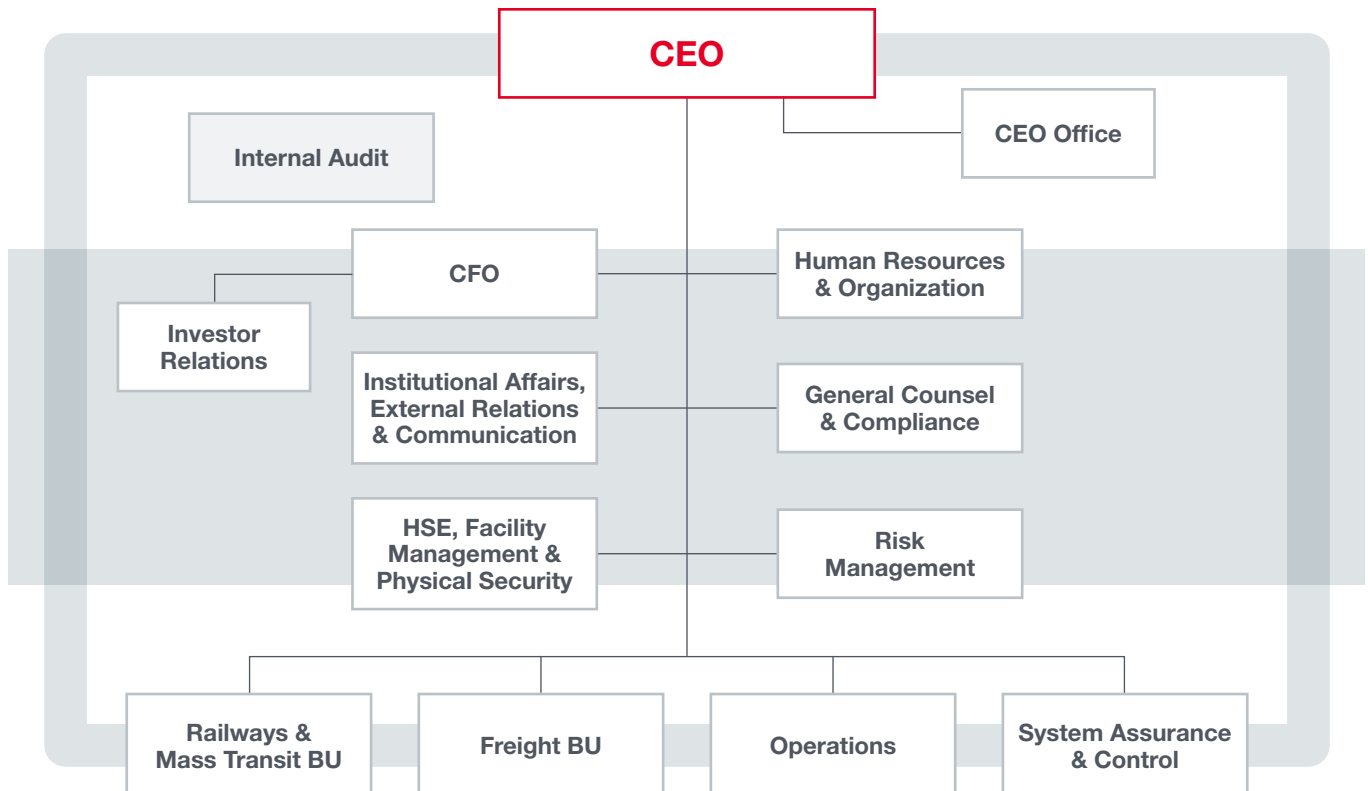 CEO
CEO Office
Internal Audit
CFO
Human Resources
& Organization
Investor
Relations
Institutional Affairs,
External Relations
& Communication
General Counsel
& Compliance
HSE, Facility
Management &
Physical Security
Risk
Management
Railways &
Mass Transit BU
Freight BU
Operations
System Assurance
& Control